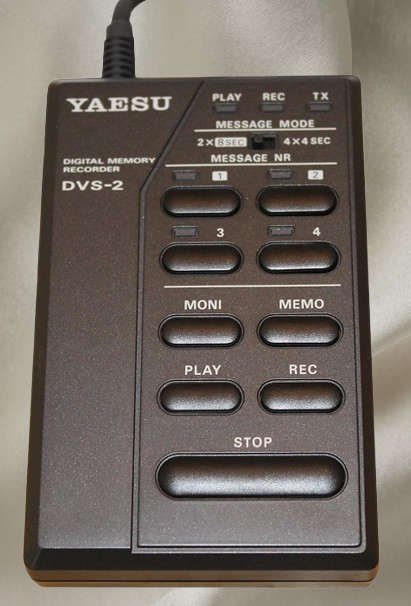 YAESU
PLAY REC TX
MESSAGE MODE
2×8SEC 4×4SEC
DIGITAL MEMORY
RECORDER
DVS-2
MESSAGE NR
1 2
3 4
MONI MEMO
PLAY REC
STOP